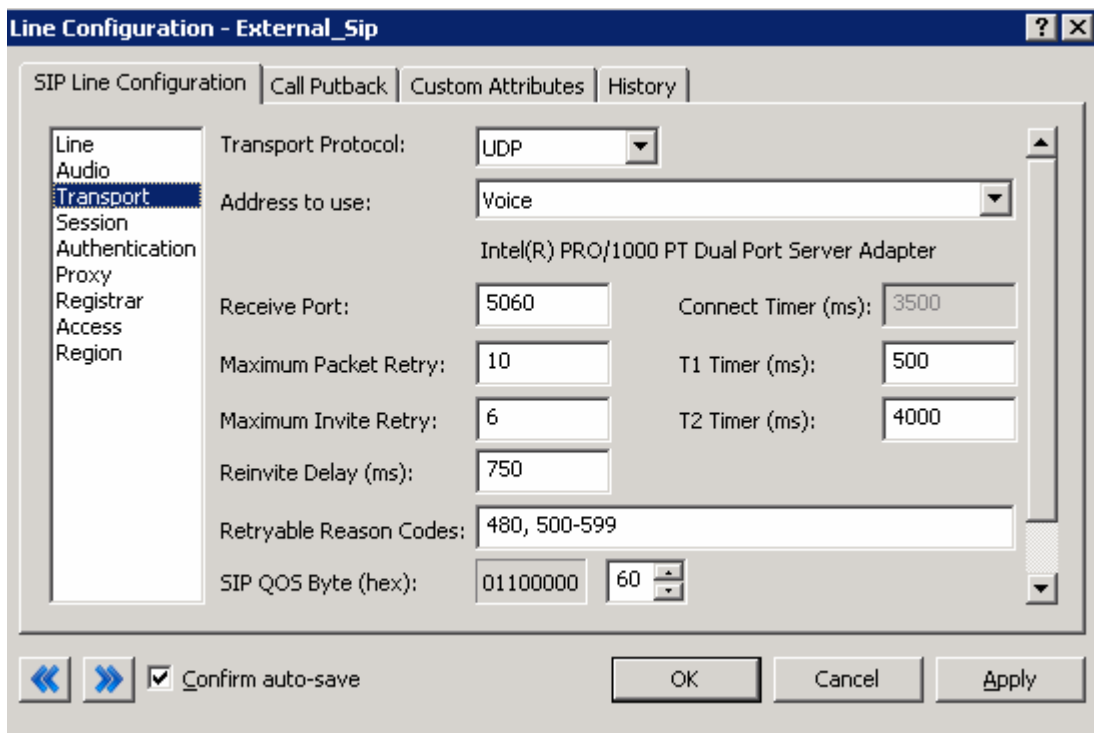 Line Configuration - External_Sip
SIP Line Configuration
Call Putback
Custom Attributes
History
Line
Audio
Transport
Session
Authentication
Proxy
Registrar
Access
Region
Transport Protocol: UDP
Address to use: Voice
Intel(R) PRO/1000 PT Dual Port Server Adapter
Receive Port: 5060 Connect Timer (ms): 3500
Maximum Packet Retry: 10 T1 Timer (ms): 500
Maximum Invite Retry: 6 T2 Timer (ms): 4000
Reinvite Delay (ms): 750
Retryable Reason Codes: 480, 500-599
SIP QOS Byte (hex): 01100000 60
Confirm auto-save
OK
Cancel
Apply